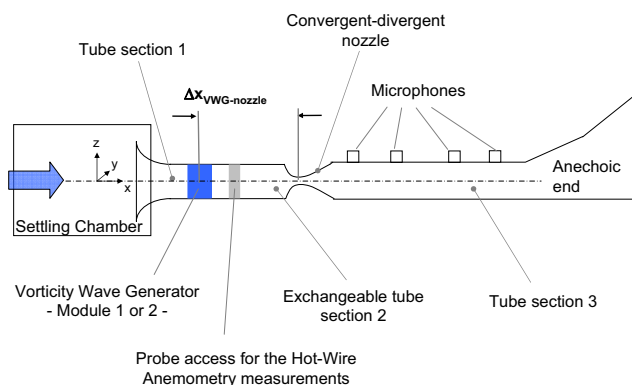 Convergent-divergent
nozzle
Tube section 1
Δx_VWG-nozzle
Microphones
z
y
x
Anechoic
end
Settling Chamber
Vorticity Wave Generator
- Module 1 or 2 -
Exchangeable tube
section 2
Tube section 3
Probe access for the Hot-Wire
Anemometry measurements